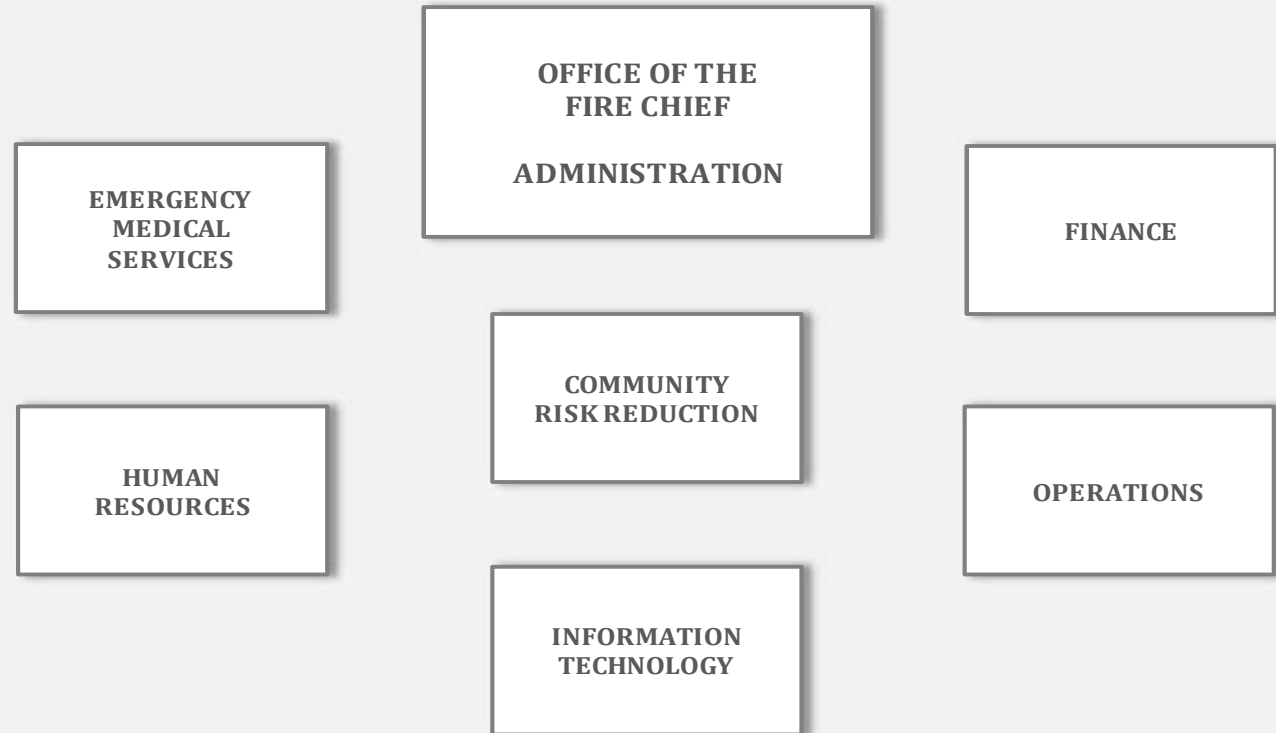 OFFICE OF THE
FIRE CHIEF
ADMINISTRATION
EMERGENCY
MEDICAL
SERVICES
FINANCE
COMMUNITY
RISK REDUCTION
HUMAN
RESOURCES
OPERATIONS
INFORMATION
TECHNOLOGY